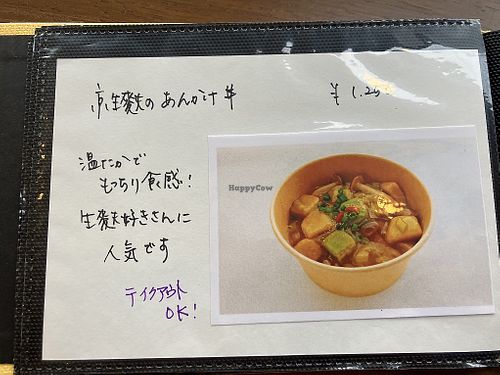 京生麩のあんかけ丼
¥1.25
温たかで
もっちり食感!
生麩好きさんに
人気です
テイクアウト
OK!
HappyCow